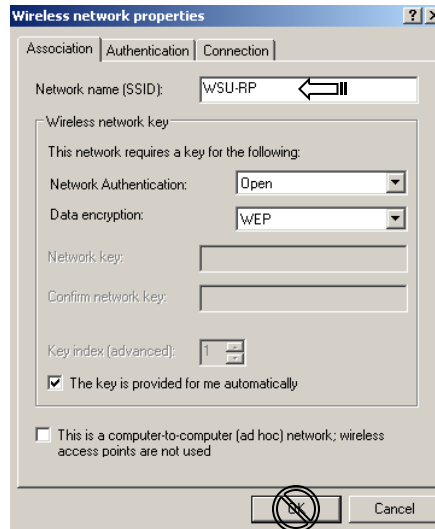 Wireless network properties
Association Authentication Connection
Network name (SSID): WSU-RP
Wireless network key
This network requires a key for the following:
Network Authentication: Open
Data encryption: WEP
Network key:
Confirm network key:
Key index (advanced): 1
The key is provided for me automatically
This is a computer-to-computer (ad hoc) network; wireless
access points are not used
OK Cancel